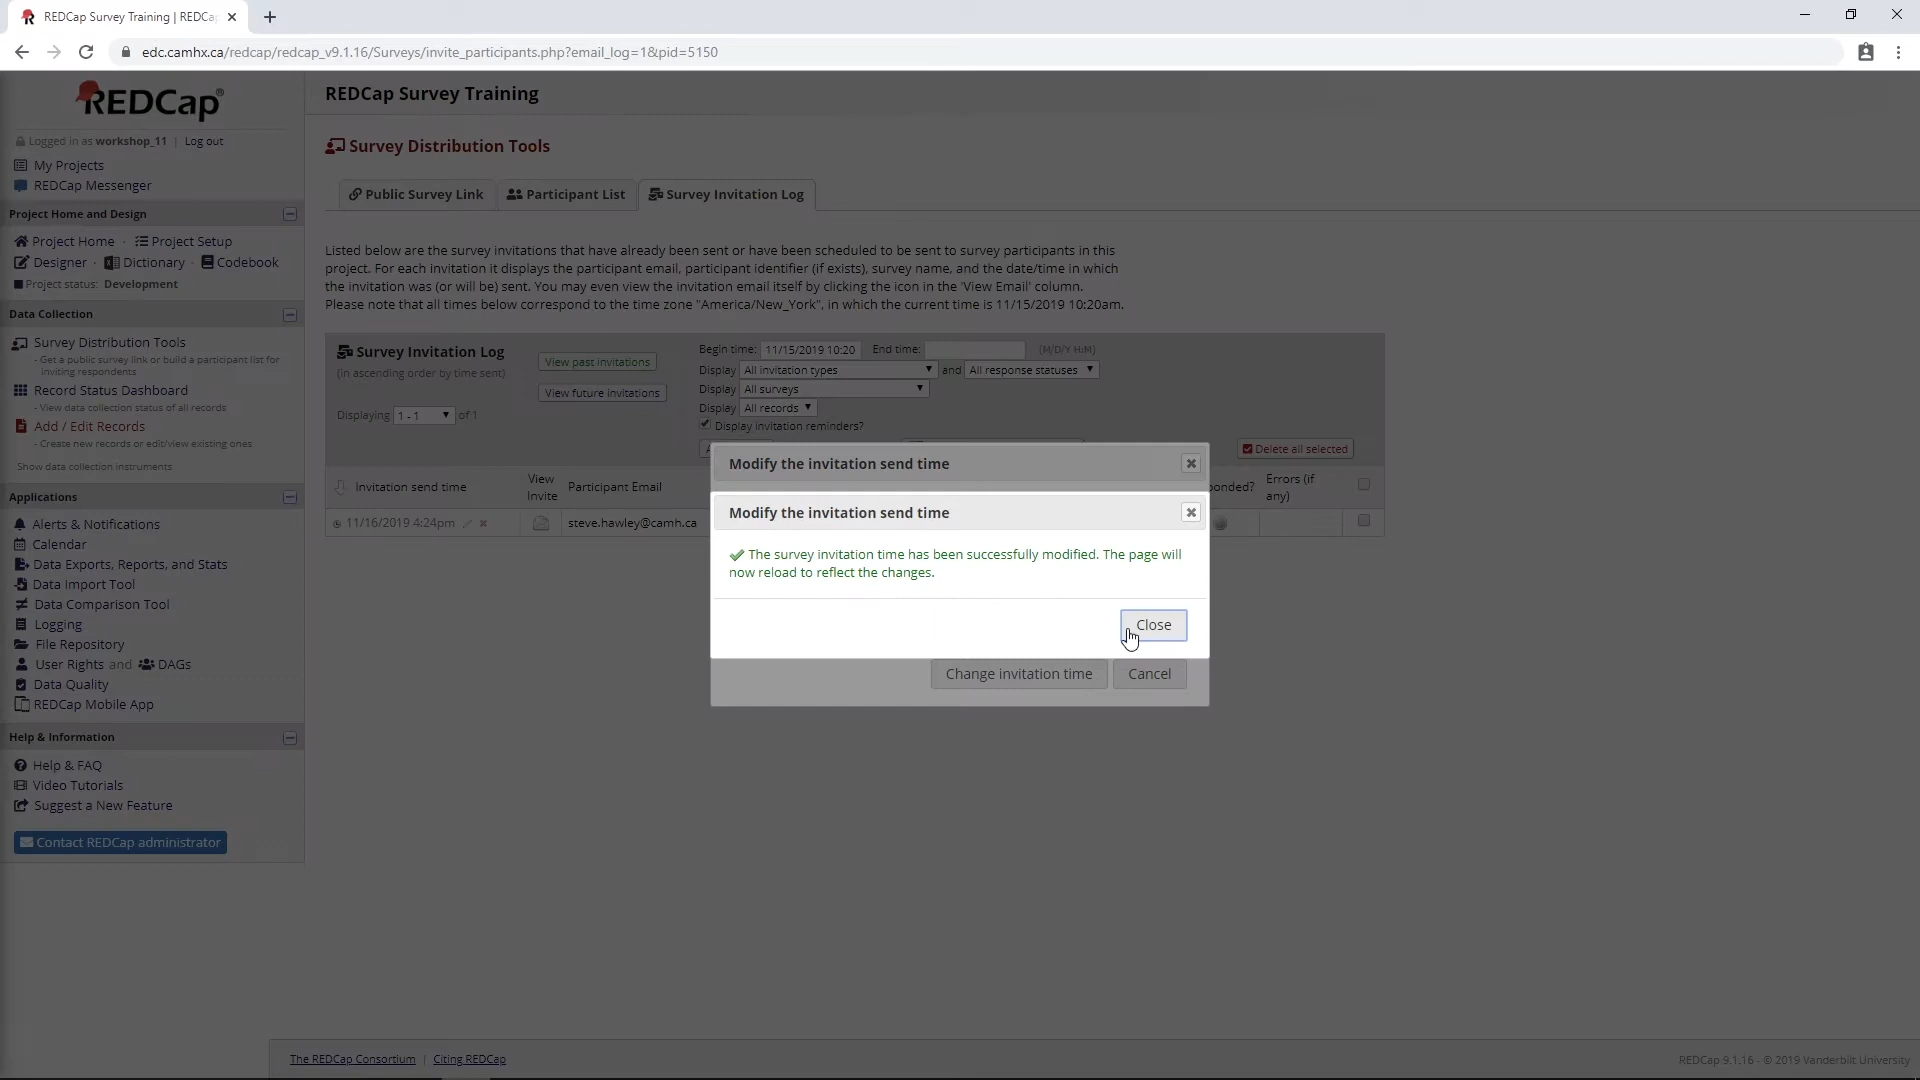 REDCap Survey Training | REDCa
edc.camhx.ca/redcap/redcap_v9.1.16/Surveys/invite_participants.php?email_log=1&pid=5150
REDCap®
Logged in as workshop_11 | Log out
My Projects
REDCap Messenger
Project Home and Design
Project Home · Project Setup
Designer · Dictionary · Codebook
Project status: Development
Data Collection
Survey Distribution Tools
- Get a public survey link or build a participant list for
inviting respondents
Record Status Dashboard
- View data collection status of all records
Add / Edit Records
- Create new records or edit/view existing ones
Show data collection instruments
Applications
Alerts & Notifications
Calendar
Data Exports, Reports, and Stats
Data Import Tool
Data Comparison Tool
Logging
File Repository
User Rights and DAGs
Data Quality
REDCap Mobile App
Help & Information
Help & FAQ
Video Tutorials
Suggest a New Feature
Contact REDCap administrator
REDCap Survey Training
Survey Distribution Tools
Public Survey Link Participant List Survey Invitation Log
Listed below are the survey invitations that have already been sent or have been scheduled to be sent to survey participants in this
project. For each invitation it displays the participant email, participant identifier (if exists), survey name, and the date/time in which
the invitation was (or will be) sent. You may even view the invitation email itself by clicking the icon in the 'View Email' column.
Please note that all times below correspond to the time zone "America/New_York", in which the current time is 11/15/2019 10:20am.
Survey Invitation Log
(in ascending order by time sent)
Displaying 1 - 1 of 1
View past invitations
View future invitations
Begin time: 11/15/2019 10:20 End time: (M/D/Y H:M)
Display All invitation types and All response statuses
Display All surveys
Display All records
Display invitation reminders?
Delete all selected
Invitation send time
View
Invite
Participant Email
ponded?
Errors (if
any)
11/16/2019 4:24pm
steve.hawley@camh.ca
Modify the invitation send time
Modify the invitation send time
The survey invitation time has been successfully modified. The page will
now reload to reflect the changes.
Close
Change invitation time Cancel
The REDCap Consortium | Citing REDCap
REDCap 9.1.16 - © 2019 Vanderbilt University